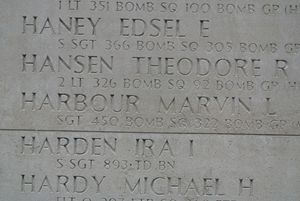 1 LT 351 BOMB SQ 100 BOMB GP (H
HANEY EDSEL E
S SGT 366 BOMB SQ 305 BOMB GR (H
HANSEN THEODORE R
2 LT 326 BOMB SQ 92 BOMB GP (H
HARBOUR MARVIN L
SGT 450 BOMB SQ 322 BOMB GP
HARDEN IRA I
S SGT 893 TD BN
HARDY MICHAEL H